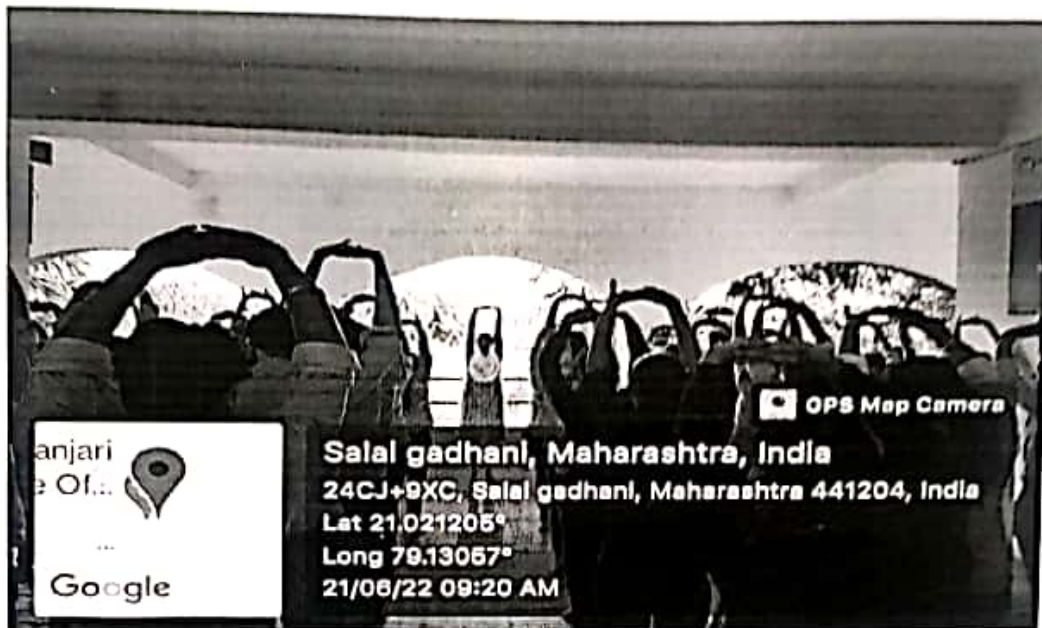 GPS Map Camera
anjari
e Of...
...
Google
Salai gadhani, Maharashtra, India
24CJ+9XC, Salai gadhani, Maharashtra 441204, India
Lat 21.021205°
Long 79.13057°
21/06/22 09:20 AM